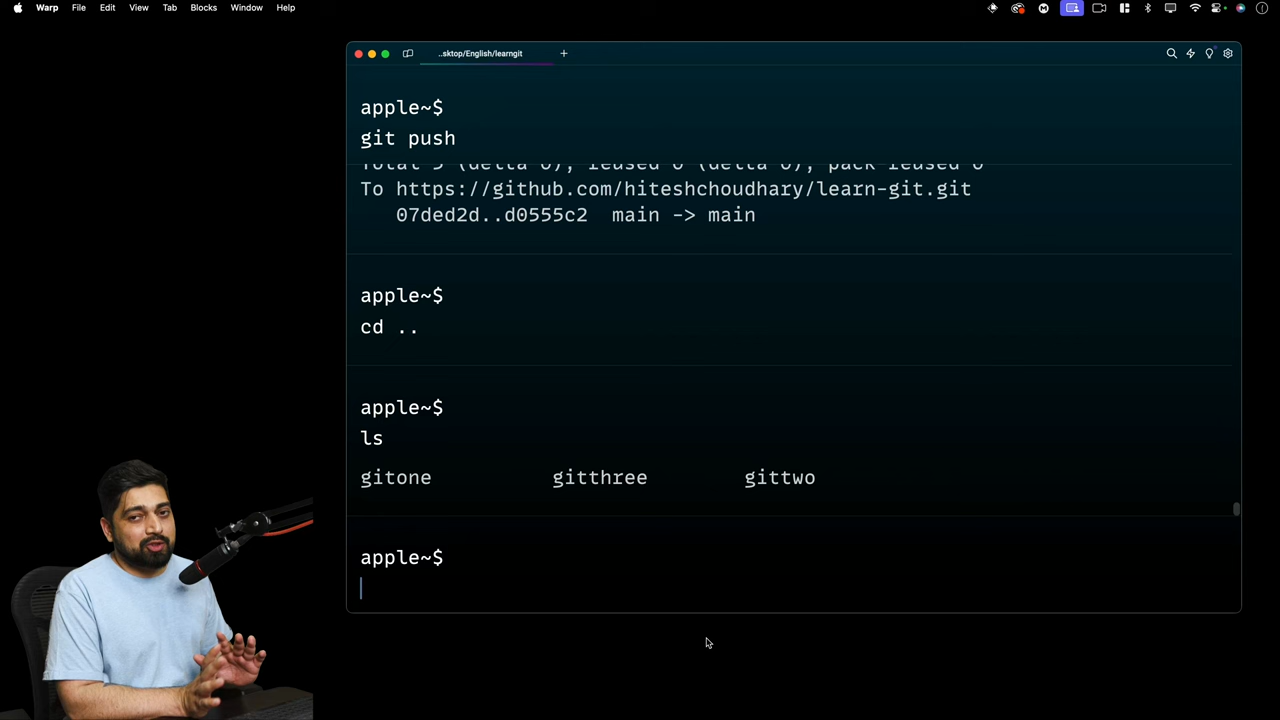 Warp File Edit View Tab Blocks Window Help
..sktop/English/learngit
apple~$
git push
To https://github.com/hiteshchoudhary/learn-git.git
07ded2d..d0555c2 main -> main
apple~$
cd ..
apple~$
ls
gitone gitthree gittwo
apple~$